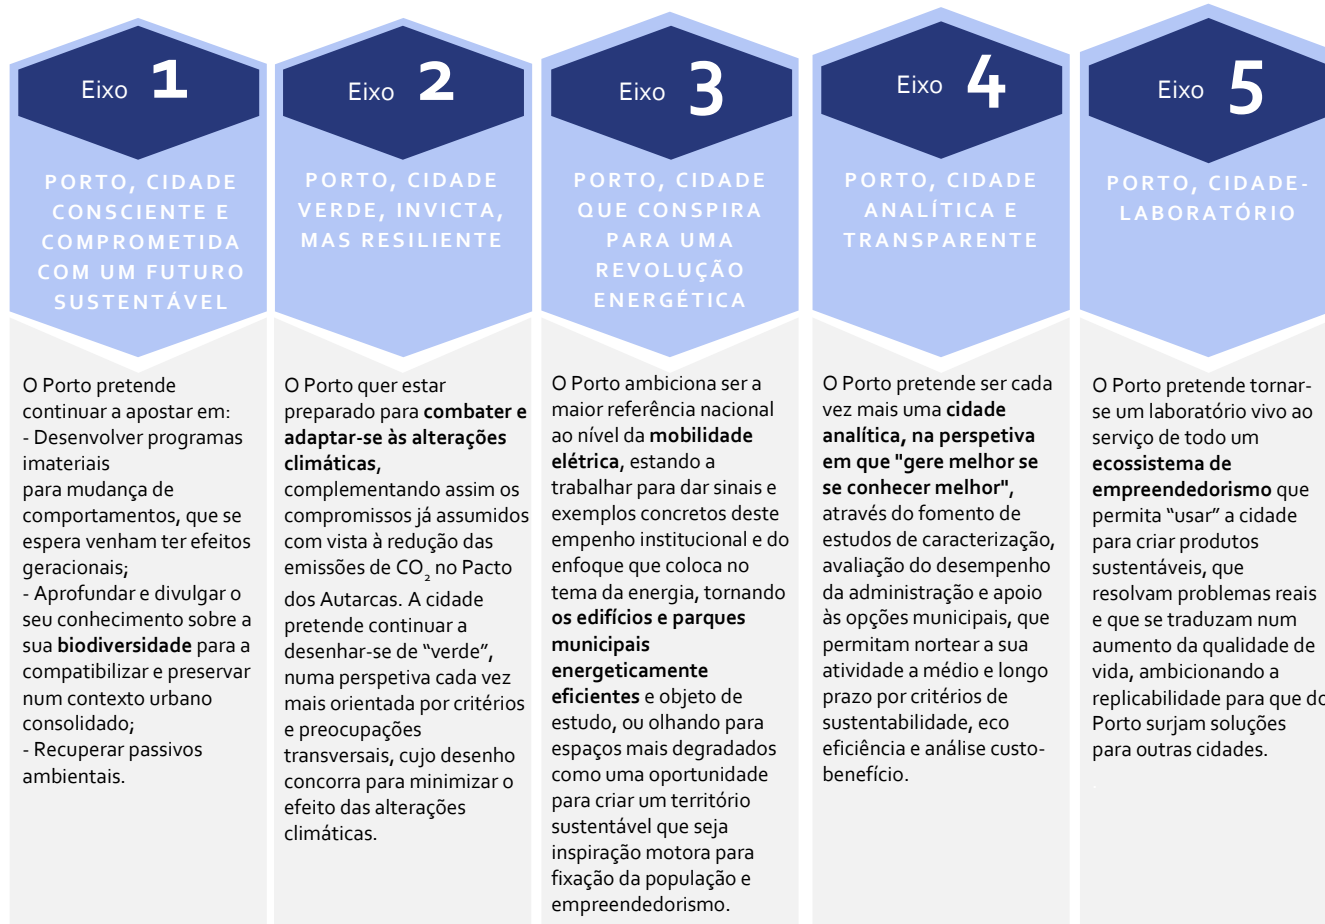 Eixo 1
PORTO, CIDADE
CONSCIENTE E
COMPROMETIDA
COM UM FUTURO
SUSTENTÁVEL
O Porto pretende
continuar a apostar em:
- Desenvolver programas
imateriais
para mudança de
comportamentos, que se
espera venham ter efeitos
geracionais;
- Aprofundar e divulgar o
seu conhecimento sobre a
sua biodiversidade para a
compatibilizar e preservar
num contexto urbano
consolidado;
- Recuperar passivos
ambientais.
Eixo 2
PORTO, CIDADE
VERDE, INVICTA,
MAS RESILIENTE
O Porto quer estar
preparado para combater e
adaptar-se às alterações
climáticas,
complementando assim os
compromissos já assumidos
com vista à redução das
emissões de CO₂ no Pacto
dos Autarcas. A cidade
pretende continuar a
desenhar-se de “verde”,
numa perspetiva cada vez
mais orientada por critérios
e preocupações
transversais, cujo desenho
concorra para minimizar o
efeito das alterações
climáticas.
Eixo 3
PORTO, CIDADE
QUE CONSPIRA
PARA UMA
REVOLUÇÃO
ENERGÉTICA
O Porto ambiciona ser a
maior referência nacional
ao nível da mobilidade
elétrica, estando a
trabalhar para dar sinais e
exemplos concretos deste
empenho institucional e do
enfoque que coloca no
tema da energia, tornando
os edifícios e parques
municipais
energeticamente
eficientes e objeto de
estudo, ou olhando para
espaços mais degradados
como uma oportunidade
para criar um território
sustentável que seja
inspiração motora para
fixação da população e
empreendedorismo.
Eixo 4
PORTO, CIDADE
ANALÍTICA E
TRANSPARENTE
O Porto pretende ser cada
vez mais uma cidade
analítica, na perspetiva
em que "gere melhor se
se conhecer melhor",
através do fomento de
estudos de caracterização,
avaliação do desempenho
da administração e apoio
às opções municipais, que
permitam nortear a sua
atividade a médio e longo
prazo por critérios de
sustentabilidade, eco
eficiência e análise custo-
benefício.
Eixo 5
PORTO, CIDADE-
LABORATÓRIO
O Porto pretende tornar-
se um laboratório vivo ao
serviço de todo um
ecossistema de
empreendedorismo que
permita “usar” a cidade
para criar produtos
sustentáveis, que
resolvam problemas reais
e que se traduzam num
aumento da qualidade de
vida, ambicionando a
replicabilidade para que do
Porto surjam soluções
para outras cidades.